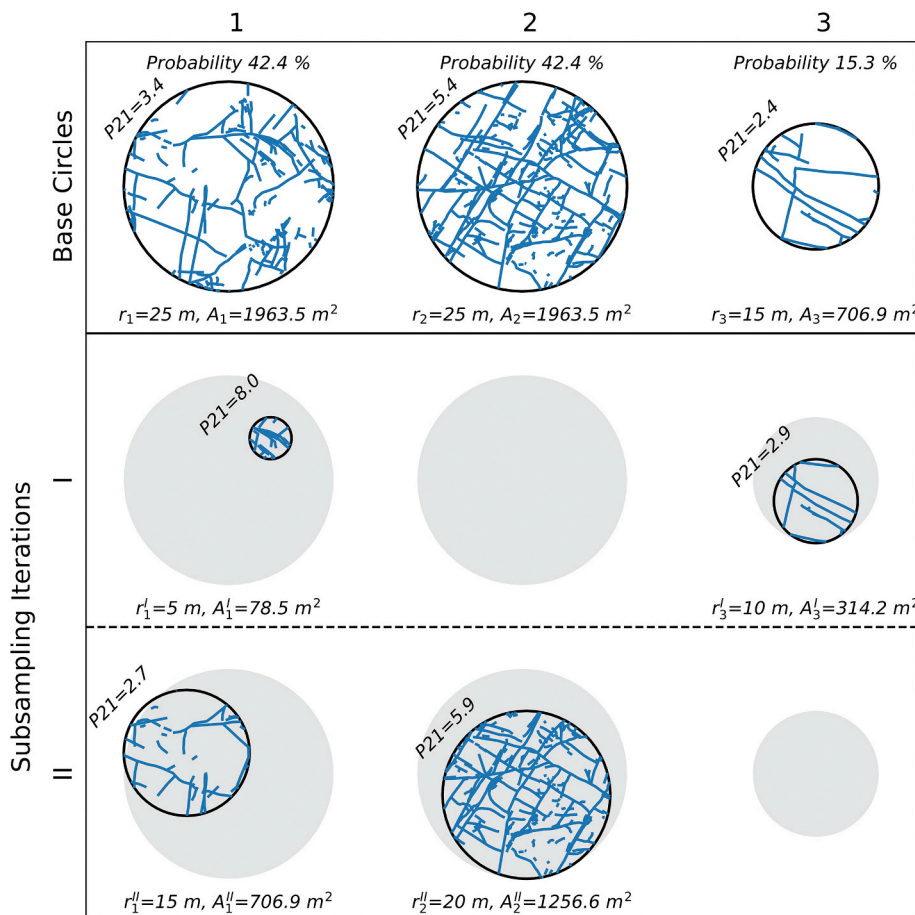 1 2 3
Base Circles
Probability 42.4 % Probability 42.4 % Probability 15.3 %
P21=3.4 P21=5.4 P21=2.4
r₁=25 m, A₁=1963.5 m² r₂=25 m, A₂=1963.5 m² r₃=15 m, A₃=706.9 m²
Subsampling Iterations
I
P21=8.0 P21=2.9
r₁ᴵ=5 m, A₁ᴵ=78.5 m² r₃ᴵ=10 m, A₃ᴵ=314.2 m²
II
P21=2.7 P21=5.9
r₁ᴵᴵ=15 m, A₁ᴵᴵ=706.9 m² r₂ᴵᴵ=20 m, A₂ᴵᴵ=1256.6 m²